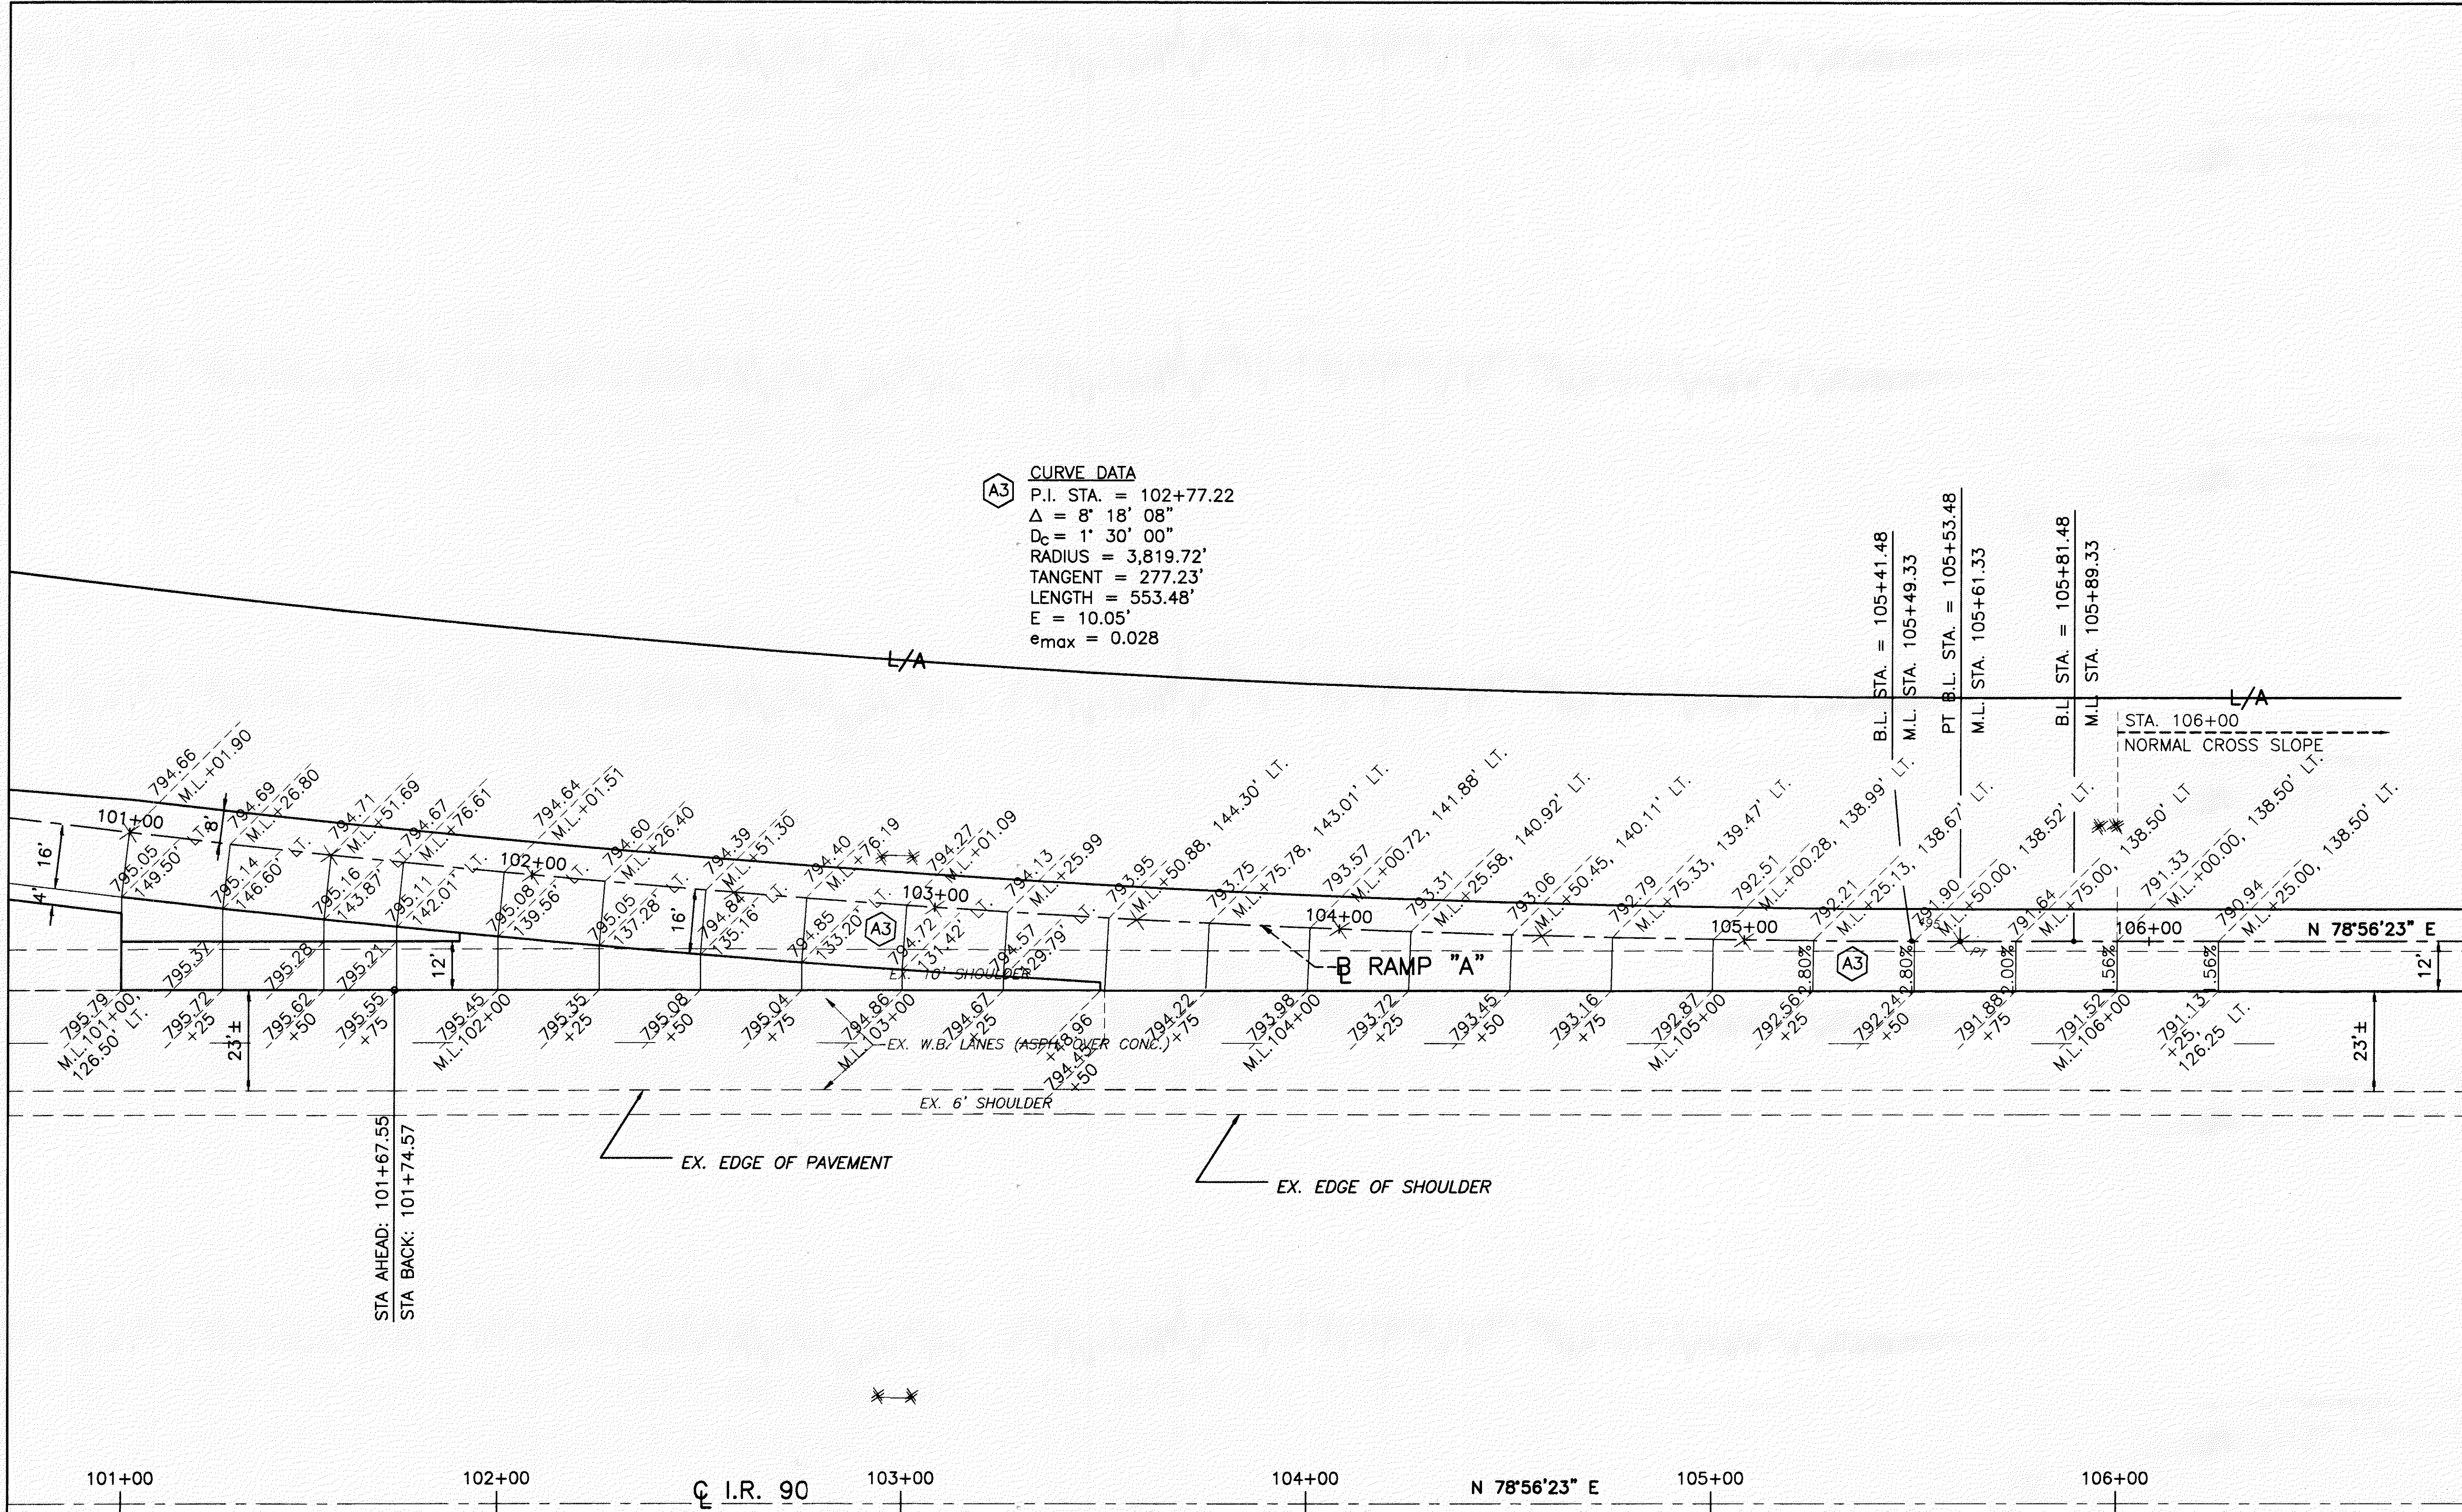 A3
CURVE DATA
P.I. STA. = 102+77.22
Δ = 8° 18' 08"
Dc = 1° 30' 00"
RADIUS = 3,819.72'
TANGENT = 277.23'
LENGTH = 553.48'
E = 10.05'
emax = 0.028
L/A
B.L. STA. = 105+41.48
M.L. STA. 105+49.33
PT B.L. STA. = 105+53.48
M.L. STA. 105+61.33
B.L. STA. = 105+81.48
M.L. STA. 105+89.33
L/A
STA. 106+00
NORMAL CROSS SLOPE
794.66
M.L.+01.90
794.69
M.L.+26.80
794.71
M.L.+51.69
794.67
M.L.+76.61
794.64
M.L.+01.51
794.60
M.L.+26.40
794.39
M.L.+51.30
794.40
M.L.+76.19
794.27
M.L.+01.09
794.13
M.L.+25.99
793.95
M.L.+50.88, 144.30' LT.
793.75
M.L.+75.78, 143.01' LT.
793.57
M.L.+00.72, 141.88' LT.
793.31
M.L.+25.58, 140.92' LT.
793.06
M.L.+50.45, 140.11' LT.
792.79
M.L.+75.33, 139.47' LT.
792.51
M.L.+00.28, 138.99' LT.
792.21
M.L.+25.13, 138.67' LT.
791.90
M.L.+50.00, 138.52' LT.
791.64
M.L.+75.00, 138.50' LT
791.33
M.L.+00.00, 138.50' LT.
790.94
M.L.+25.00, 138.50' LT.
101+00
102+00
103+00
104+00
105+00
106+00
N 78°56'23" E
16'
8'
4'
16'
12'
12'
795.05
149.50' LT.
795.14
146.60' LT.
795.16
143.87' LT.
795.11
142.01' LT.
795.08
139.56' LT.
795.05
137.28' LT.
794.84
135.16' LT.
794.85
133.20' LT.
794.72
131.42' LT.
794.57
129.79' LT.
A3
A3
795.37
795.28
795.21
EX. 10' SHOULDER
B RAMP "A"
PT
2.80%
2.80%
2.00%
1.56%
1.56%
795.79
M.L.101+00,
126.50' LT.
795.72
+25
795.62
+50
795.55
+75
795.45
M.L.102+00
795.35
+25
795.08
+50
795.04
+75
794.86
M.L.103+00
794.67
+25
+48.96
794.45
+50
794.22
+75
793.98
M.L.104+00
793.72
+25
793.45
+50
793.16
+75
792.87
M.L.105+00
792.56
+25
792.24
+50
791.88
+75
791.52
M.L.106+00
791.13
+25,
126.25 LT.
23'±
23'±
EX. W.B. LANES (ASPH. OVER CONC.)
EX. 6' SHOULDER
EX. EDGE OF PAVEMENT
EX. EDGE OF SHOULDER
STA AHEAD: 101+67.55
STA BACK: 101+74.57
101+00
102+00
103+00
104+00
105+00
106+00
℄ I.R. 90
N 78°56'23" E